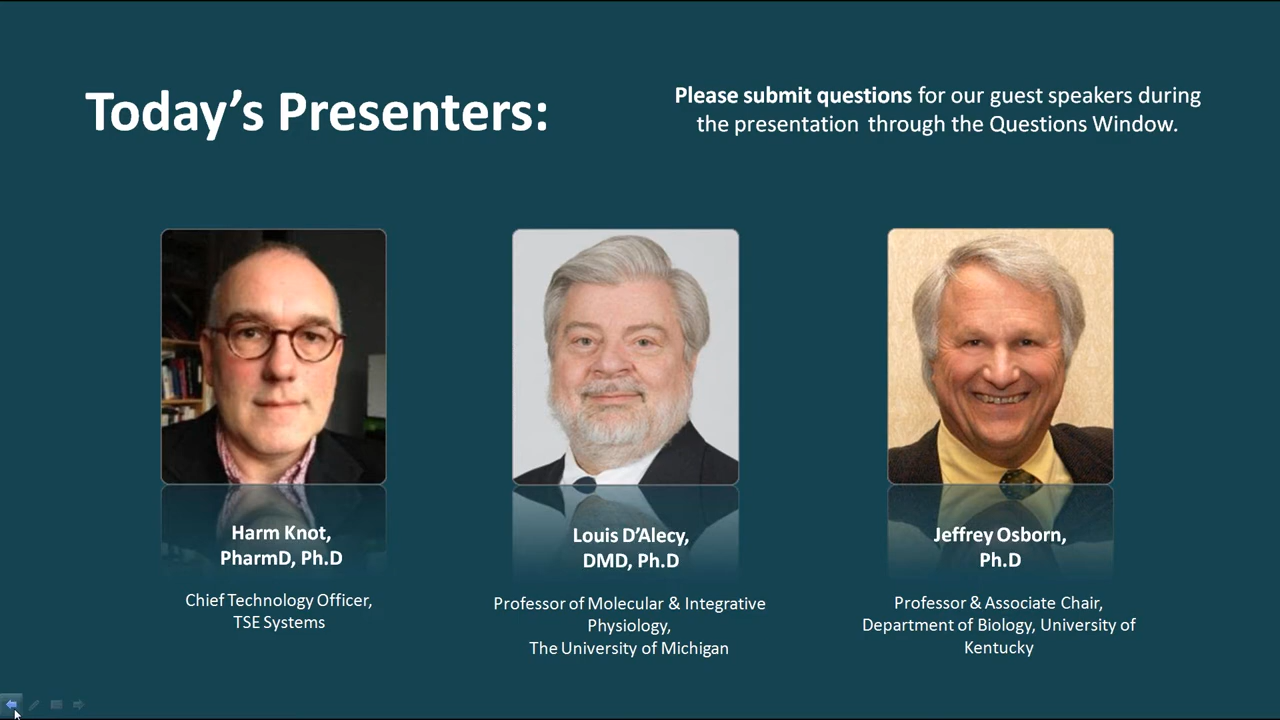 Today's Presenters:
Please submit questions for our guest speakers during
the presentation through the Questions Window.
Harm Knot,
PharmD, Ph.D
Chief Technology Officer,
TSE Systems
Louis D'Alecy,
DMD, Ph.D
Professor of Molecular & Integrative
Physiology,
The University of Michigan
Jeffrey Osborn,
Ph.D
Professor & Associate Chair,
Department of Biology, University of
Kentucky